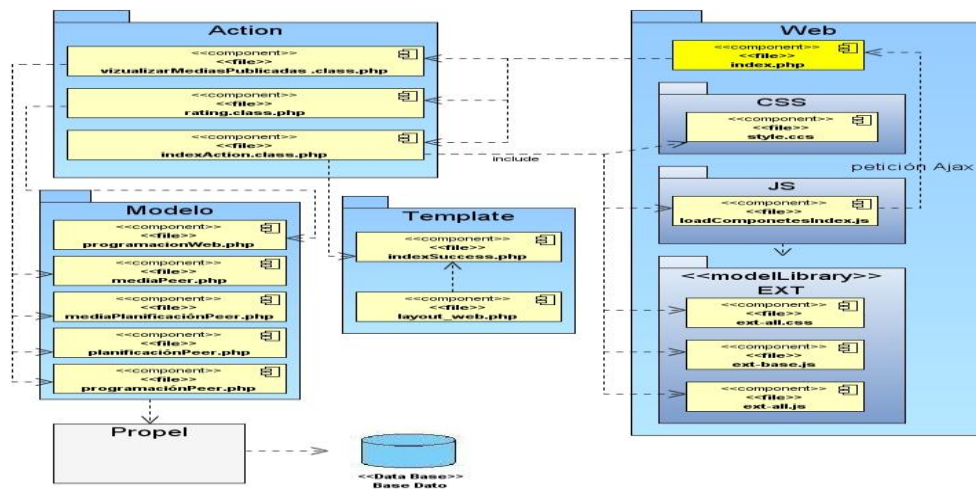 Action
<<component>>
<<file>>
vizualizarMediasPublicadas .class.php
<<component>>
<<file>>
rating.class.php
<<component>>
<<file>>
indexAction.class.php
Web
<<component>>
<<file>>
index.php
CSS
<<component>>
<<file>>
style.ccs
include
petición Ajax
JS
<<component>>
<<file>>
loadComponetesIndex.js
Modelo
<<component>>
<<file>>
programacionWeb.php
<<component>>
<<file>>
mediaPeer.php
<<component>>
<<file>>
mediaPlanificaciónPeer.php
<<component>>
<<file>>
planificaciónPeer.php
<<component>>
<<file>>
programaciónPeer.php
Template
<<component>>
<<file>>
indexSuccess.php
<<component>>
<<file>>
layout_web.php
<<modelLibrary>>
EXT
<<component>>
<<file>>
ext-all.css
<<component>>
<<file>>
ext-base.js
<<component>>
<<file>>
ext-all.js
Propel
<<Data Base>>
Base Dato